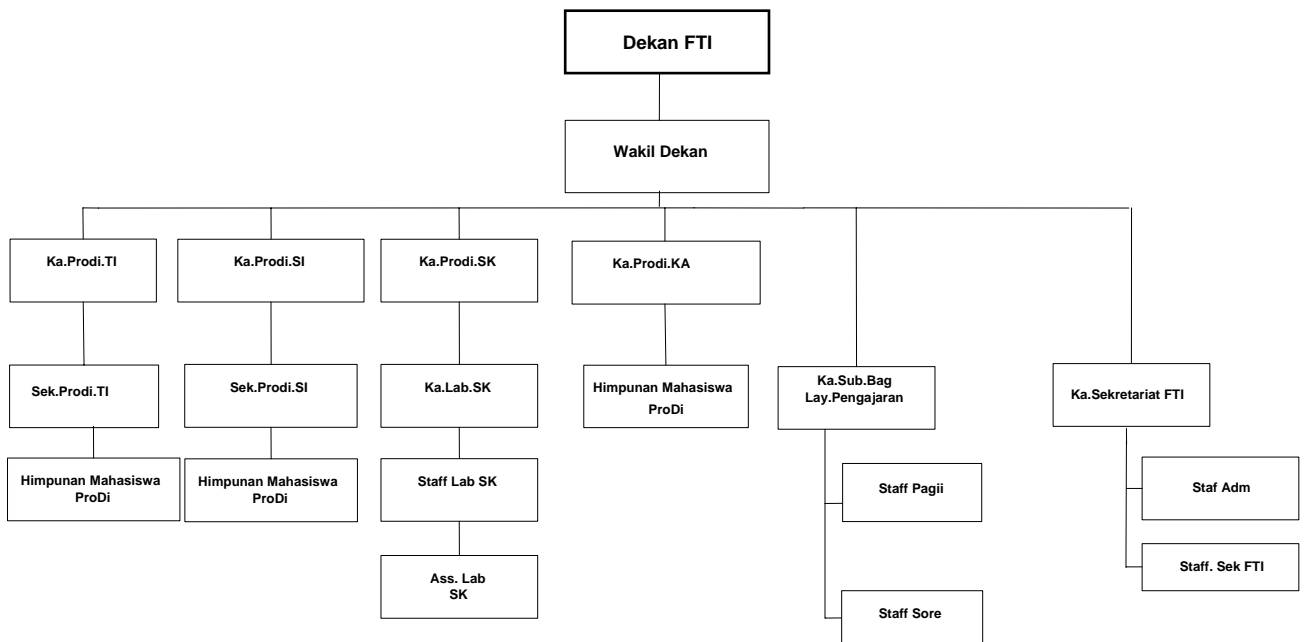 Dekan FTI
Wakil Dekan
Ka.Prodi.TI
Ka.Prodi.SI
Ka.Prodi.SK
Ka.Prodi.KA
Sek.Prodi.TI
Sek.Prodi.SI
Ka.Lab.SK
Himpunan Mahasiswa
ProDi
Ka.Sub.Bag
Lay.Pengajaran
Ka.Sekretariat FTI
Himpunan Mahasiswa
ProDi
Himpunan Mahasiswa
ProDi
Staff Lab SK
Staff Pagii
Staf Adm
Ass. Lab
SK
Staff Sore
Staff. Sek FTI